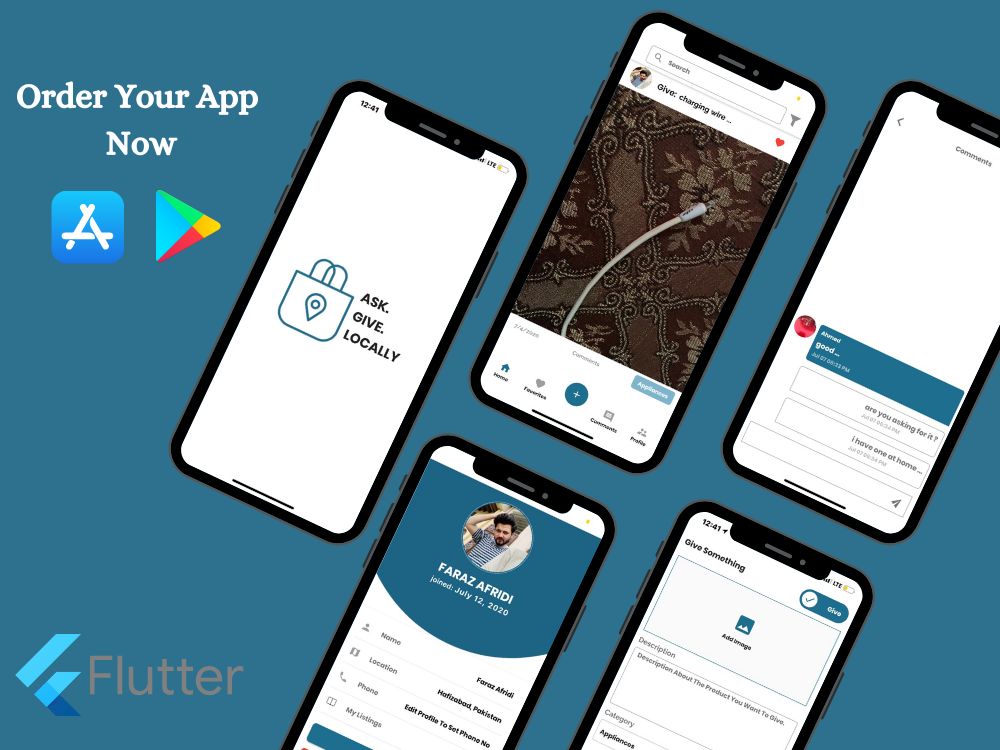 Order Your App
Now
12:41
LTE
ASK.
GIVE.
LOCALLY
Search
Give: charging wire ...
7/6/2020
Comments
Appliances
Home
Favorites
+
Comments
Profile
Comments
Ahmad
good ...
Jul 07 06:33 PM
are you asking for it ?
Jul 07 06:34 PM
i have one at home ...
Jul 07 06:34 PM
FARAZ AFRIDI
joined: July 12, 2020
Name
Faraz Afridi
Location
Hafizabad, Pakistan
Phone
Edit Profile To Set Phone No
My Listings
12:41
LTE
Give Something
Give
Add Image
Description
Description About The Product You Want To Give.
Category
Appliances
Flutter